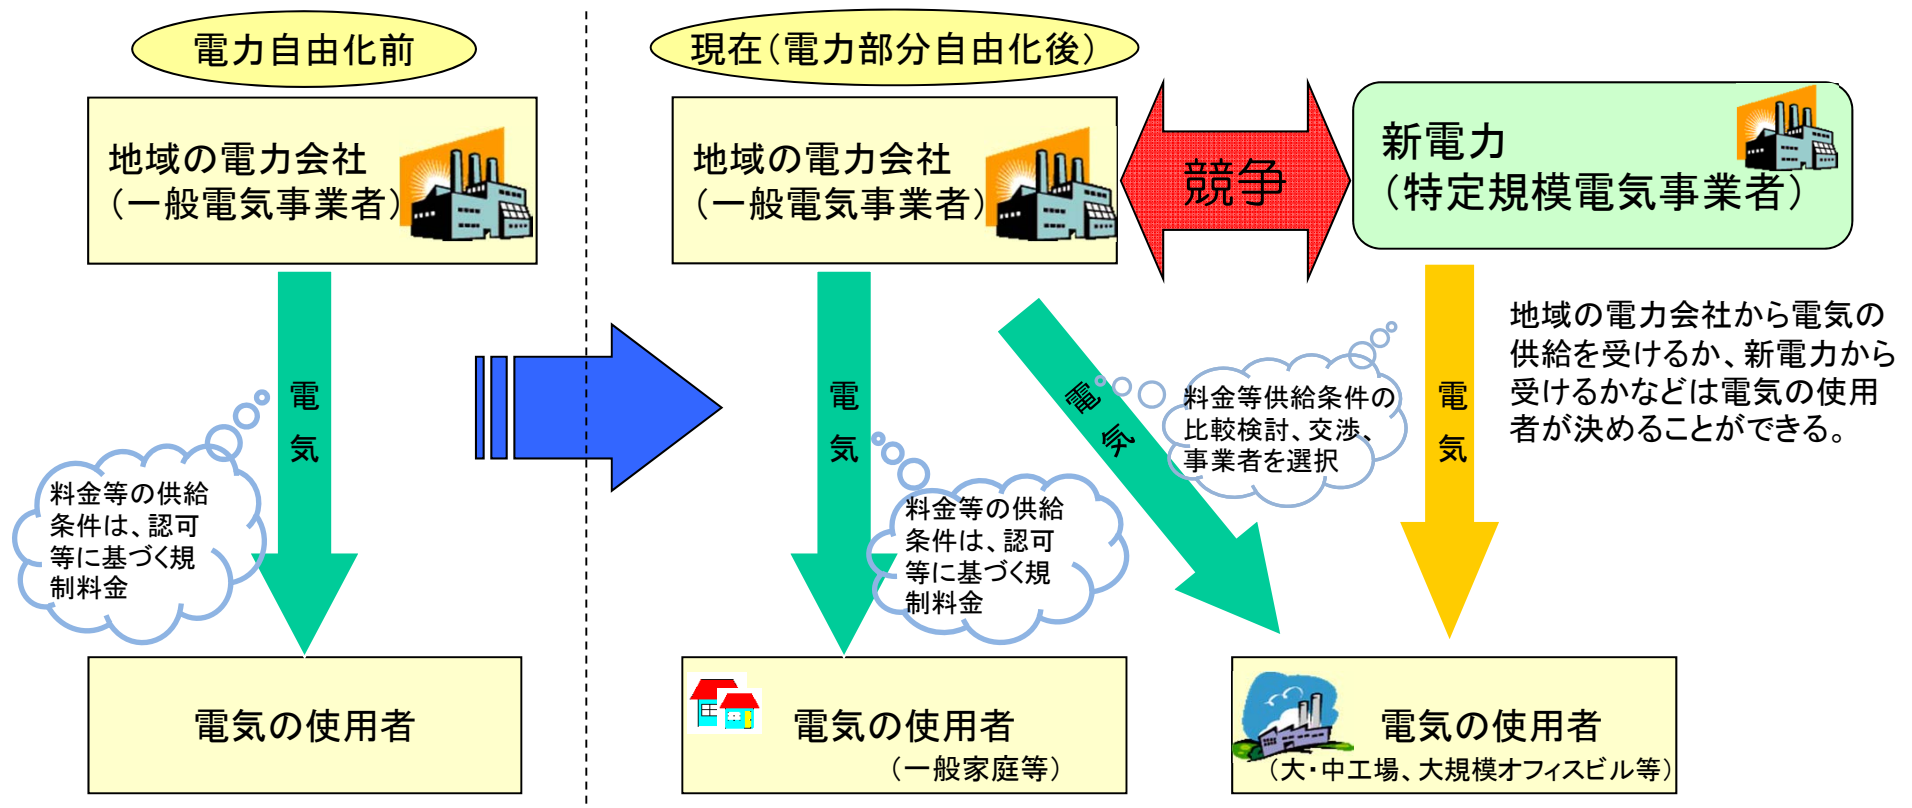 電力自由化前
地域の電力会社
（一般電気事業者）
電
気
料金等の供給
条件は、認可
等に基づく規
制料金
電気の使用者
現在（電力部分自由化後）
地域の電力会社
（一般電気事業者）
競争
新電力
（特定規模電気事業者）
電
気
料金等の供給
条件は、認可
等に基づく規
制料金
電
気
料金等供給条件の
比較検討、交渉、
事業者を選択
電
気
地域の電力会社から電気の
供給を受けるか、新電力から
受けるかなどは電気の使用
者が決めることができる。
電気の使用者
（一般家庭等）
電気の使用者
（大・中工場、大規模オフィスビル等）